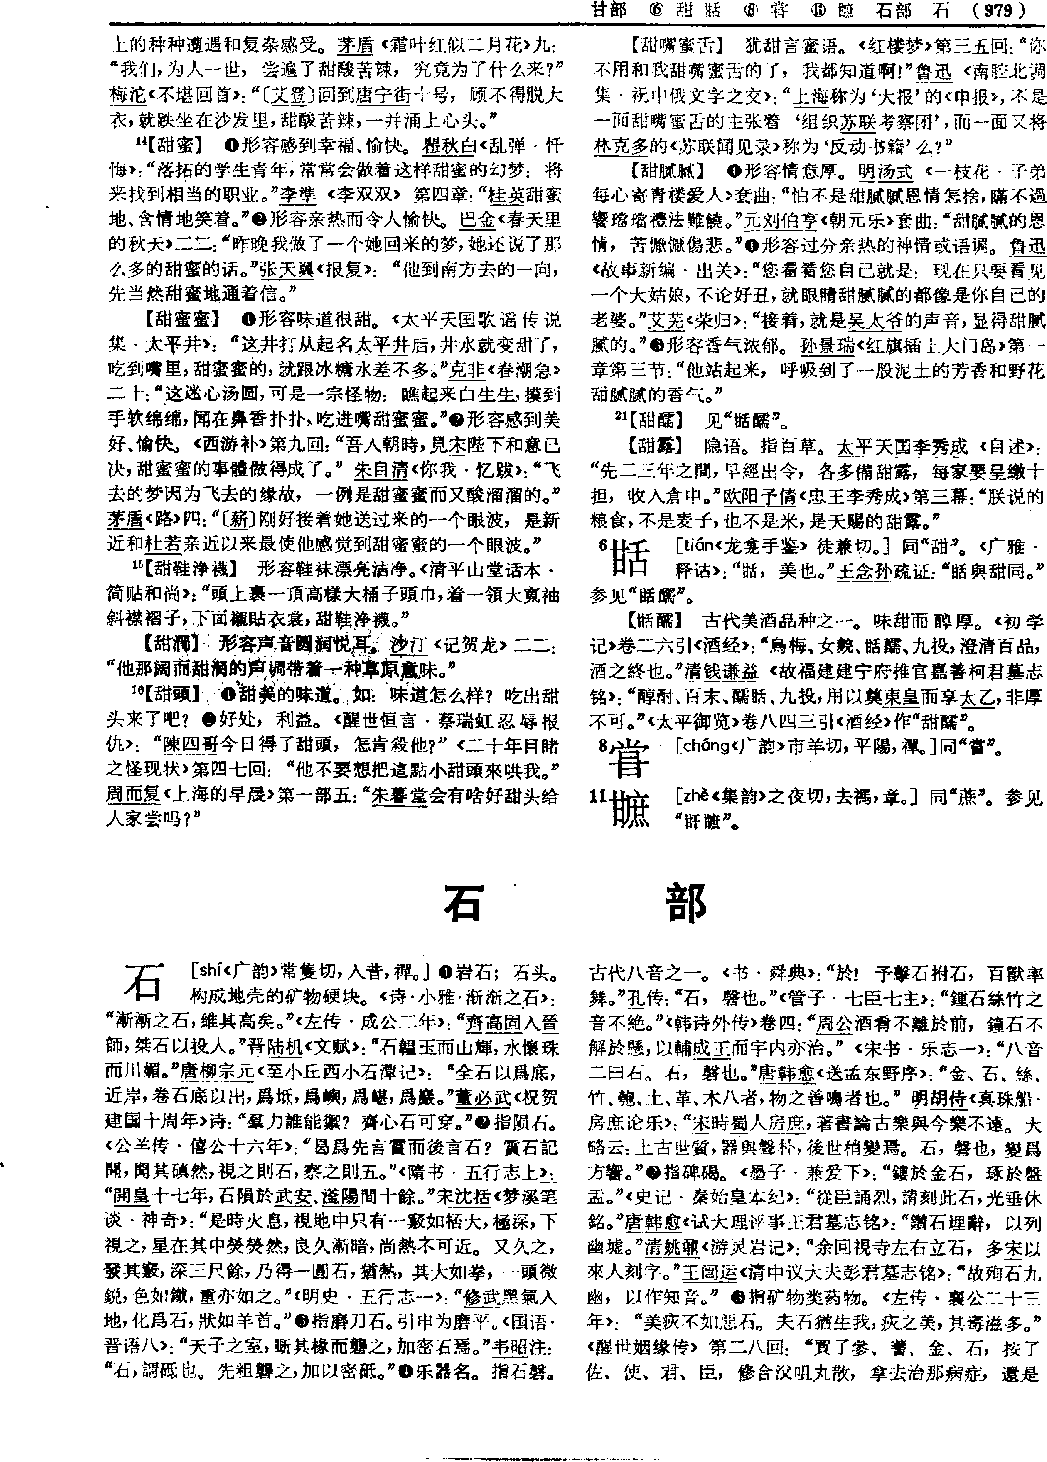 甘部 ⑥ 甜 甛 ⑧ 甞 ⑪ 䗪 石部 石 (979)
上的种种遭遇和复杂感受。茅盾《霜叶红似二月花》九:
“我们,为人一世, 尝遍了甜酸苦辣, 究竟为了什么来?”
梅沱《不堪回首》:“〔艾登〕回到唐宁街十号, 顾不得脱大
衣,就跌坐在沙发里,甜酸苦辣,一并涌上心头。”
¹⁴【甜蜜】 ❶形容感到幸福、愉快。瞿秋白《乱弹·忏
悔》:“落拓的学生青年,常常会做着这样甜蜜的幻梦: 将
来找到相当的职业。”李準《李双双》第四章:“桂英甜蜜
地、含情地笑着。”❷形容亲热而令人愉快。巴金《春天里
的秋天》二二:“昨晚我做了一个她回来的梦,她还说了那
么多的甜蜜的话。”张天翼《报复》: “他到南方去的一向,
先当然甜蜜地通着信。”
【甜蜜蜜】 ❶形容味道很甜。《太平天国歌谣传说
集·太平井》: “这井打从起名太平井后,井水就变甜了,
吃到嘴里,甜蜜蜜的,就跟冰糖水差不多。”克非《春潮急》
二十:“这迷心汤圆,可是一宗怪物: 瞧起来白生生,摸到
手软绵绵,闻在鼻香扑扑、吃进嘴甜蜜蜜。”❷形容感到美
好、愉快。《西游补》第九回:“吾入朝時,見宋陛下和意已
决,甜蜜蜜的事體做得成了。” 朱自清《你我·忆跋》:“飞
去的梦因为飞去的缘故, 一例是甜蜜蜜而又酸溜溜的。”
茅盾《路》四:“〔薪〕刚好接着她送过来的一个眼波, 是新
近和杜若亲近以来最使他感觉到甜蜜蜜的一个眼波。”
¹⁵【甜鞋净襪】 形容鞋袜漂亮洁净。《清平山堂话本·
简贴和尚》:“頭上裹一頂高樣大桶子頭巾,着一領大寬袖
斜襟褶子,下面襯貼衣裳,甜鞋净襪。”
【甜潤】 形容声音圆润悦耳。沙汀《记贺龙》二二:
“他那阔而甜润的声调带着一种草原意味。”
¹⁶【甜頭】 ❶甜美的味道。如: 味道怎么样? 吃出甜
头来了吧? ❷好处, 利益。《醒世恒言·蔡瑞虹忍辱报
仇》: “陳四哥今日得了甜頭, 怎肯殺他?” 《二十年目睹
之怪现状》第四七回: “他不要想把這點小甜頭來哄我。”
周而复《上海的早晨》第一部五:“朱暮堂会有啥好甜头给
人家尝吗?”
【甜嘴蜜舌】 犹甜言蜜语。《红楼梦》第三五回:“你
不用和我甜嘴蜜舌的了, 我都知道啊!”鲁迅《南腔北调
集·祝中俄文字之交》:“上海称为‘大报’的《申报》,不是
一面甜嘴蜜舌的主张着 ‘组织苏联考察团’,而一面又将
林克多的《苏联闻见录》称为‘反动书籍’么?”
【甜腻腻】 ❶形容情意厚。明汤式《一枝花·子弟
每心寄青楼爱人》套曲:“怕不是甜膩膩恩情怎捨,瞞不過
饗噹噹禮法難饒。”元刘伯亨《朝元乐》套曲:“甜膩膩的恩
情, 苦懨懨傷悲。”❷形容过分亲热的神情或语调。鲁迅
《故事新编·出关》:“您看看您自己就是: 现在只要看见
一个大姑娘,不论好丑,就眼睛甜腻腻的都像是你自己的
老婆。”艾芜《荣归》:“接着,就是吴太爷的声音,显得甜腻
腻的。”❸形容香气浓郁。孙景瑞《红旗插上大门岛》第一
章第三节:“他站起来, 呼吸到了一股泥土的芳香和野花
甜腻腻的香气。”
²¹【甜醹】 见“甛醹”。
【甜露】 隐语。指百草。太平天国李秀成《自述》:
“先二三年之間,早經出令, 各多備甜露, 每家要呈繳十
担, 收入倉中。”欧阳予倩《忠王李秀成》第三幕:“朕说的
粮食,不是麦子,也不是米,是天赐的甜露。”
⁶甛 [tián《龙龛手鉴》徒兼切。] 同“甜”。《广雅·
释诂》:“甛, 美也。”王念孙疏证:“甛與甜同。”
参见“甛醹”。
【甛醹】 古代美酒品种之一。味甜而醇厚。《初学
记》卷二六引《酒经》:“烏梅、女䴷、甛醹、九投,澄清百品,
酒之終也。”清钱谦益《故福建建宁府推官嘉善柯君墓志
铭》:“醇酎、百末、醹甛、九投,用以奠東皇而享太乙,非厚
不可。”《太平御览》卷八四三引《酒经》作“甜醹”。
⁸甞 [cháng《广韵》市羊切,平陽,禪。]同“嘗”。
¹¹ [zhè《集韵》之夜切,去禡,章。] 同“蔗”。参见
石 部
石 [shí《广韵》常隻切,入昔,禪。] ❶岩石; 石头。
构成地壳的矿物硬块。《诗·小雅·渐渐之石》:
“漸漸之石,維其高矣。”《左传·成公二年》:“齊高固入晉
師,桀石以投人。”晋陆机《文赋》:“石韞玉而山輝,水懷珠
而川媚。”唐柳宗元《至小丘西小石潭记》: “全石以爲底,
近岸,卷石底以出,爲坻,爲嶼,爲嵁,爲巖。”董必武《祝贺
建国十周年》诗:“羣力誰能禦? 齊心石可穿。”❷指陨石。
《公羊传·僖公十六年》:“曷爲先言霣而後言石? 霣石記
聞,聞其磌然,視之則石,察之則五。”《隋书·五行志上》:
“開皇十七年,石隕於武安、滏陽間十餘。”宋沈括《梦溪笔
谈·神奇》:“是時火息,視地中只有一竅如桮大,極深,下
視之,星在其中熒熒然,良久漸暗,尚熱不可近。又久之,
發其竅,深三尺餘,乃得一圓石,猶熱, 其大如拳, 一頭微
銳,色如鐵,重亦如之。”《明史·五行志一》:“修武黑氣入
地,化爲石,狀如羊首。”❸指磨刀石。引申为磨平。《国语·
晋语八》:“天子之室,斲其椽而礱之,加密石焉。”韦昭注:
“石,謂砥也。先粗礱之,加以密砥。”❹乐器名。指石磬。
古代八音之一。《书·舜典》:“於! 予擊石拊石, 百獸率
舞。”孔传:“石, 磬也。”《管子·七臣七主》:“鐘石絲竹之
音不絶。”《韩诗外传》卷四:“周公酒肴不離於前, 鐘石不
解於懸,以輔成王而宇内亦治。” 《宋书·乐志一》:“八音
二曰石。石, 磬也。”唐韩愈《送孟东野序》:“金、石、絲、
竹、匏、土、革、木八者,物之善鳴者也。” 明胡侍《真珠船·
房庶论乐》:“宋時蜀人房庶,著書論古樂與今樂不遠。大
略云:上古世質,器與聲朴,後世稍變焉。石, 磬也, 變爲
方響。”❺指碑碣。《墨子·兼爱下》:“鏤於金石, 琢於盤
盂。”《史记·秦始皇本纪》:“從臣誦烈,請刻此石,光垂休
銘。”唐韩愈《试大理评事王君墓志铭》:“鑽石埋辭, 以列
幽墟。”清姚鼐《游灵岩记》:“余回視寺左右立石, 多宋以
來人刻字。”王闿运《清中议大夫彭君墓志铭》:“故殉石九
幽, 以作知音。” ❻指矿物类药物。《左传·襄公二十三
年》: “美疢不如惡石。 夫石猶生我,疢之美,其毒滋多。”
《醒世姻缘传》第二八回: “買了參、蓍、金、石, 按了
佐、使、君、臣, 修合㕮咀丸散, 拿去治那病症, 還是